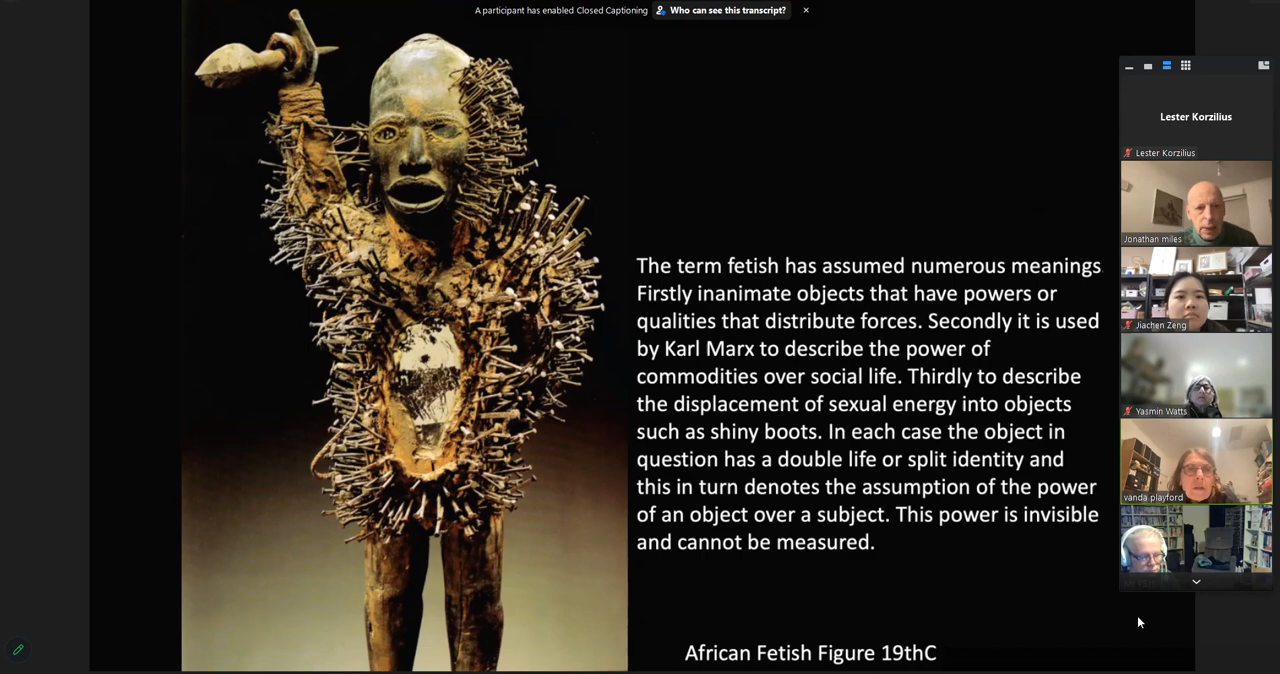 A participant has enabled Closed Captioning Who can see this transcript?
Lester Korzilius
Lester Korzilius
Jonathan miles
Jiachen Zeng
Yasmin Watts
vanda playford
The term fetish has assumed numerous meanings
Firstly inanimate objects that have powers or
qualities that distribute forces. Secondly it is used
by Karl Marx to describe the power of
commodities over social life. Thirdly to describe
the displacement of sexual energy into objects
such as shiny boots. In each case the object in
question has a double life or split identity and
this in turn denotes the assumption of the power
of an object over a subject. This power is invisible
and cannot be measured.
African Fetish Figure 19thC